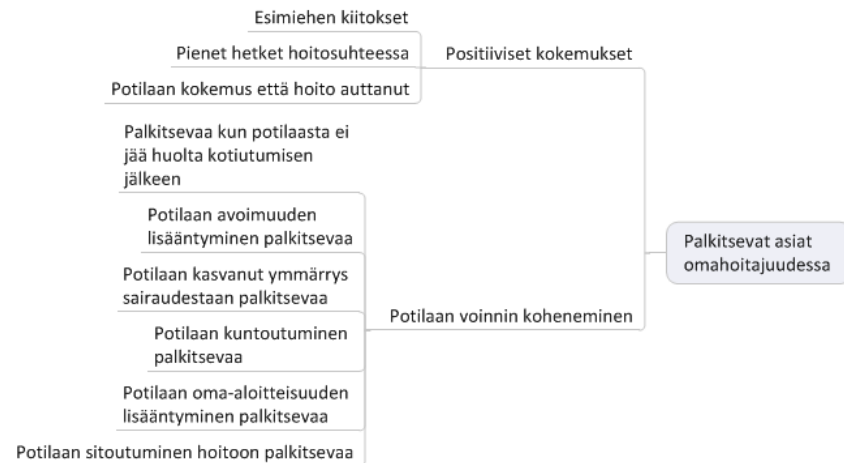 Esimiehen kiitokset
Pienet hetket hoitosuhteessa
Potilaan kokemus että hoito auttanut
Positiiviset kokemukset
Palkitsevaa kun potilaasta ei
jää huolta kotiutumisen
jälkeen
Potilaan avoimuuden
lisääntyminen palkitsevaa
Potilaan kasvanut ymmärrys
sairaudestaan palkitsevaa
Potilaan kuntoutuminen
palkitsevaa
Potilaan oma-aloitteisuuden
lisääntyminen palkitsevaa
Potilaan sitoutuminen hoitoon palkitsevaa
Potilaan voinnin koheneminen
Palkitsevat asiat
omahoitajuudessa